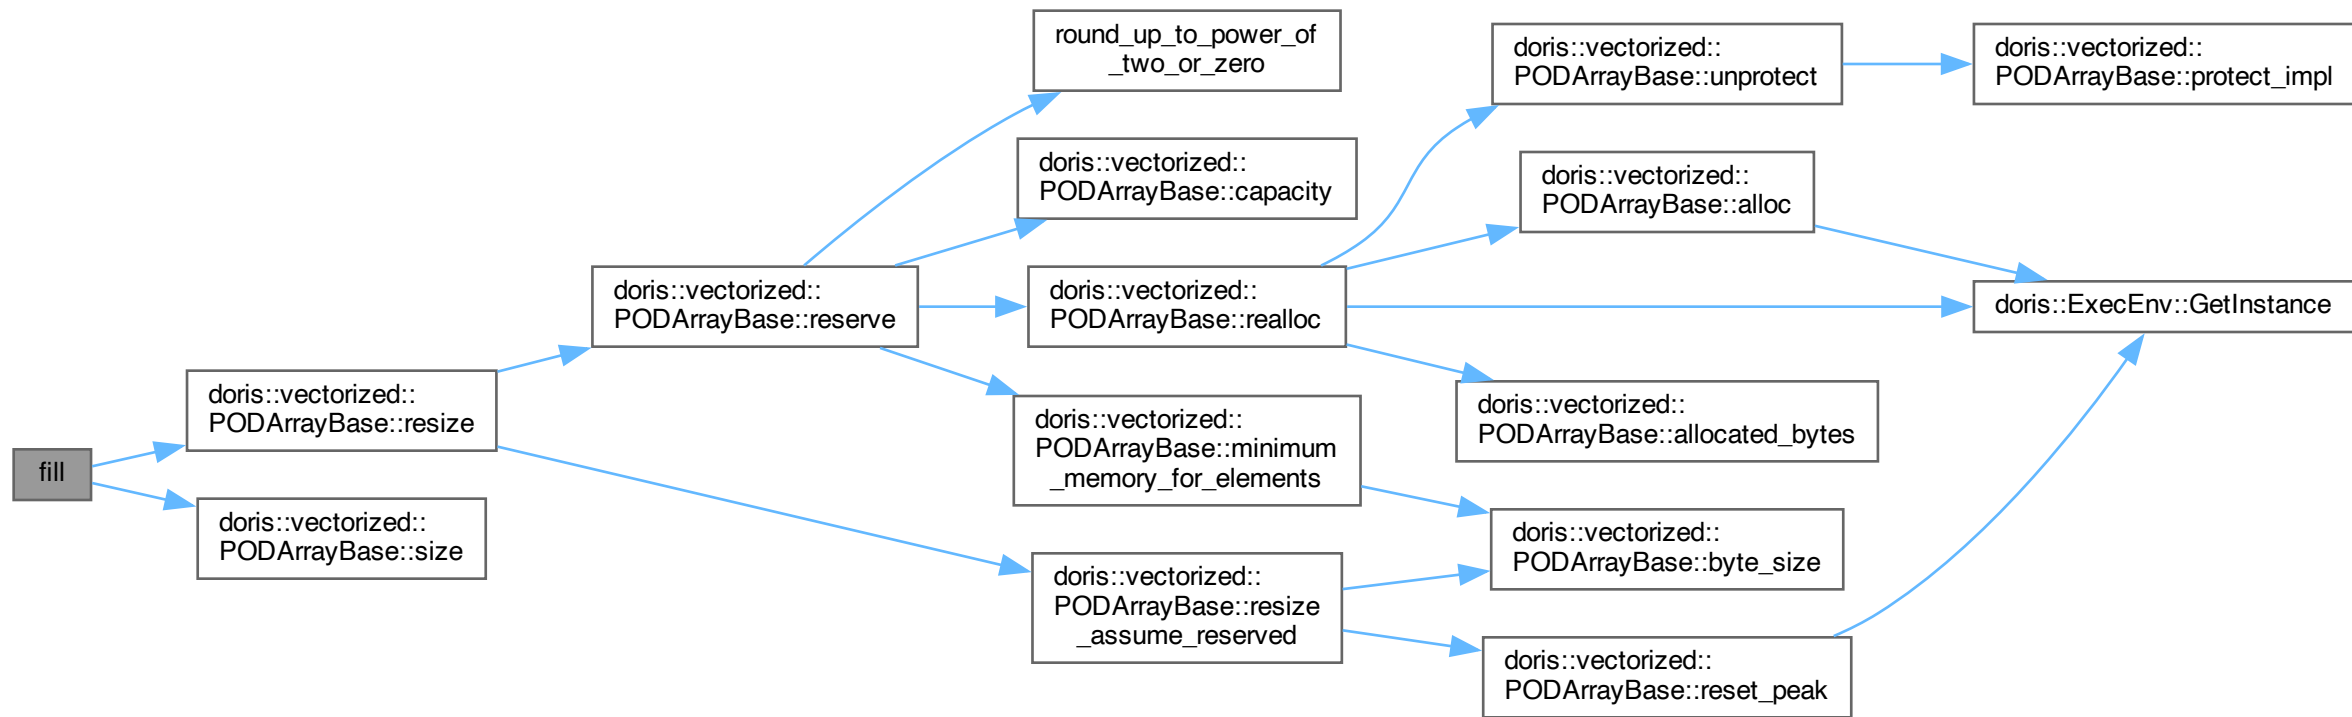 fill
doris::vectorized::
PODArrayBase::resize
doris::vectorized::
PODArrayBase::size
doris::vectorized::
PODArrayBase::reserve
round_up_to_power_of
_two_or_zero
doris::vectorized::
PODArrayBase::capacity
doris::vectorized::
PODArrayBase::realloc
doris::vectorized::
PODArrayBase::minimum
_memory_for_elements
doris::vectorized::
PODArrayBase::resize
_assume_reserved
doris::vectorized::
PODArrayBase::unprotect
doris::vectorized::
PODArrayBase::alloc
doris::vectorized::
PODArrayBase::allocated_bytes
doris::vectorized::
PODArrayBase::byte_size
doris::vectorized::
PODArrayBase::reset_peak
doris::vectorized::
PODArrayBase::protect_impl
doris::ExecEnv::GetInstance